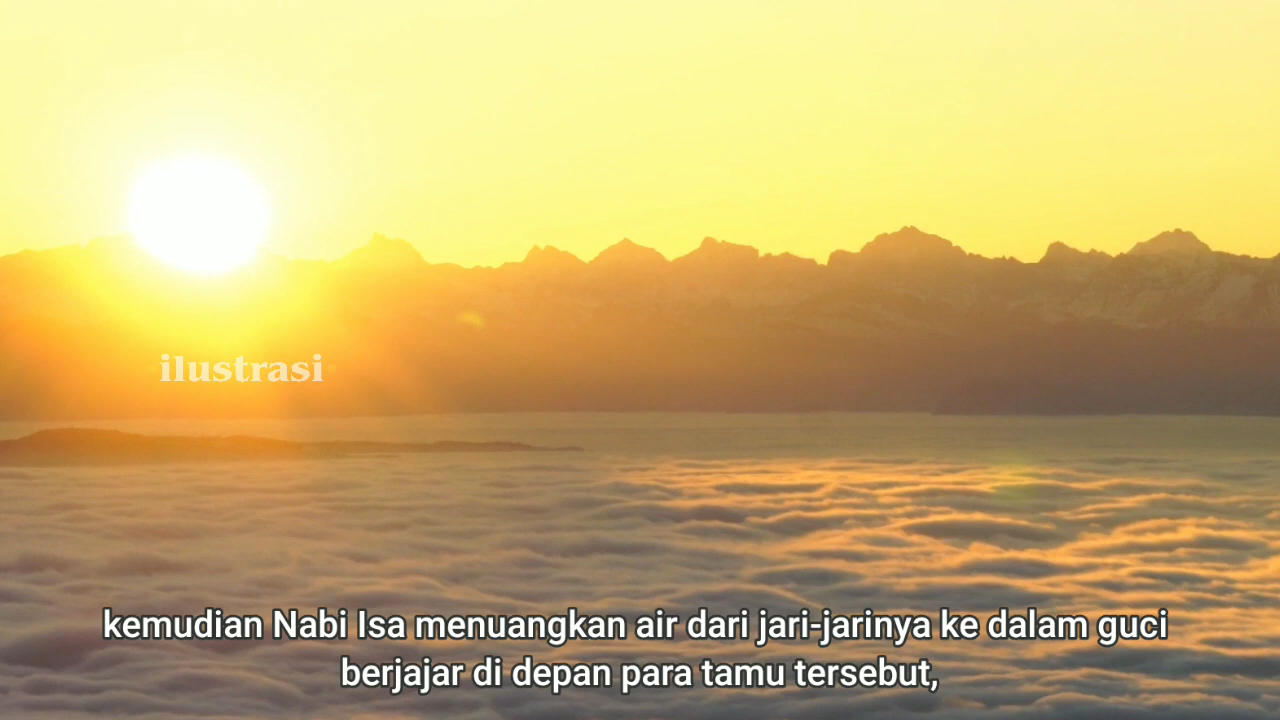 ilustrasi
kemudian Nabi Isa menuangkan air dari jari-jarinya ke dalam guci
berjajar di depan para tamu tersebut,